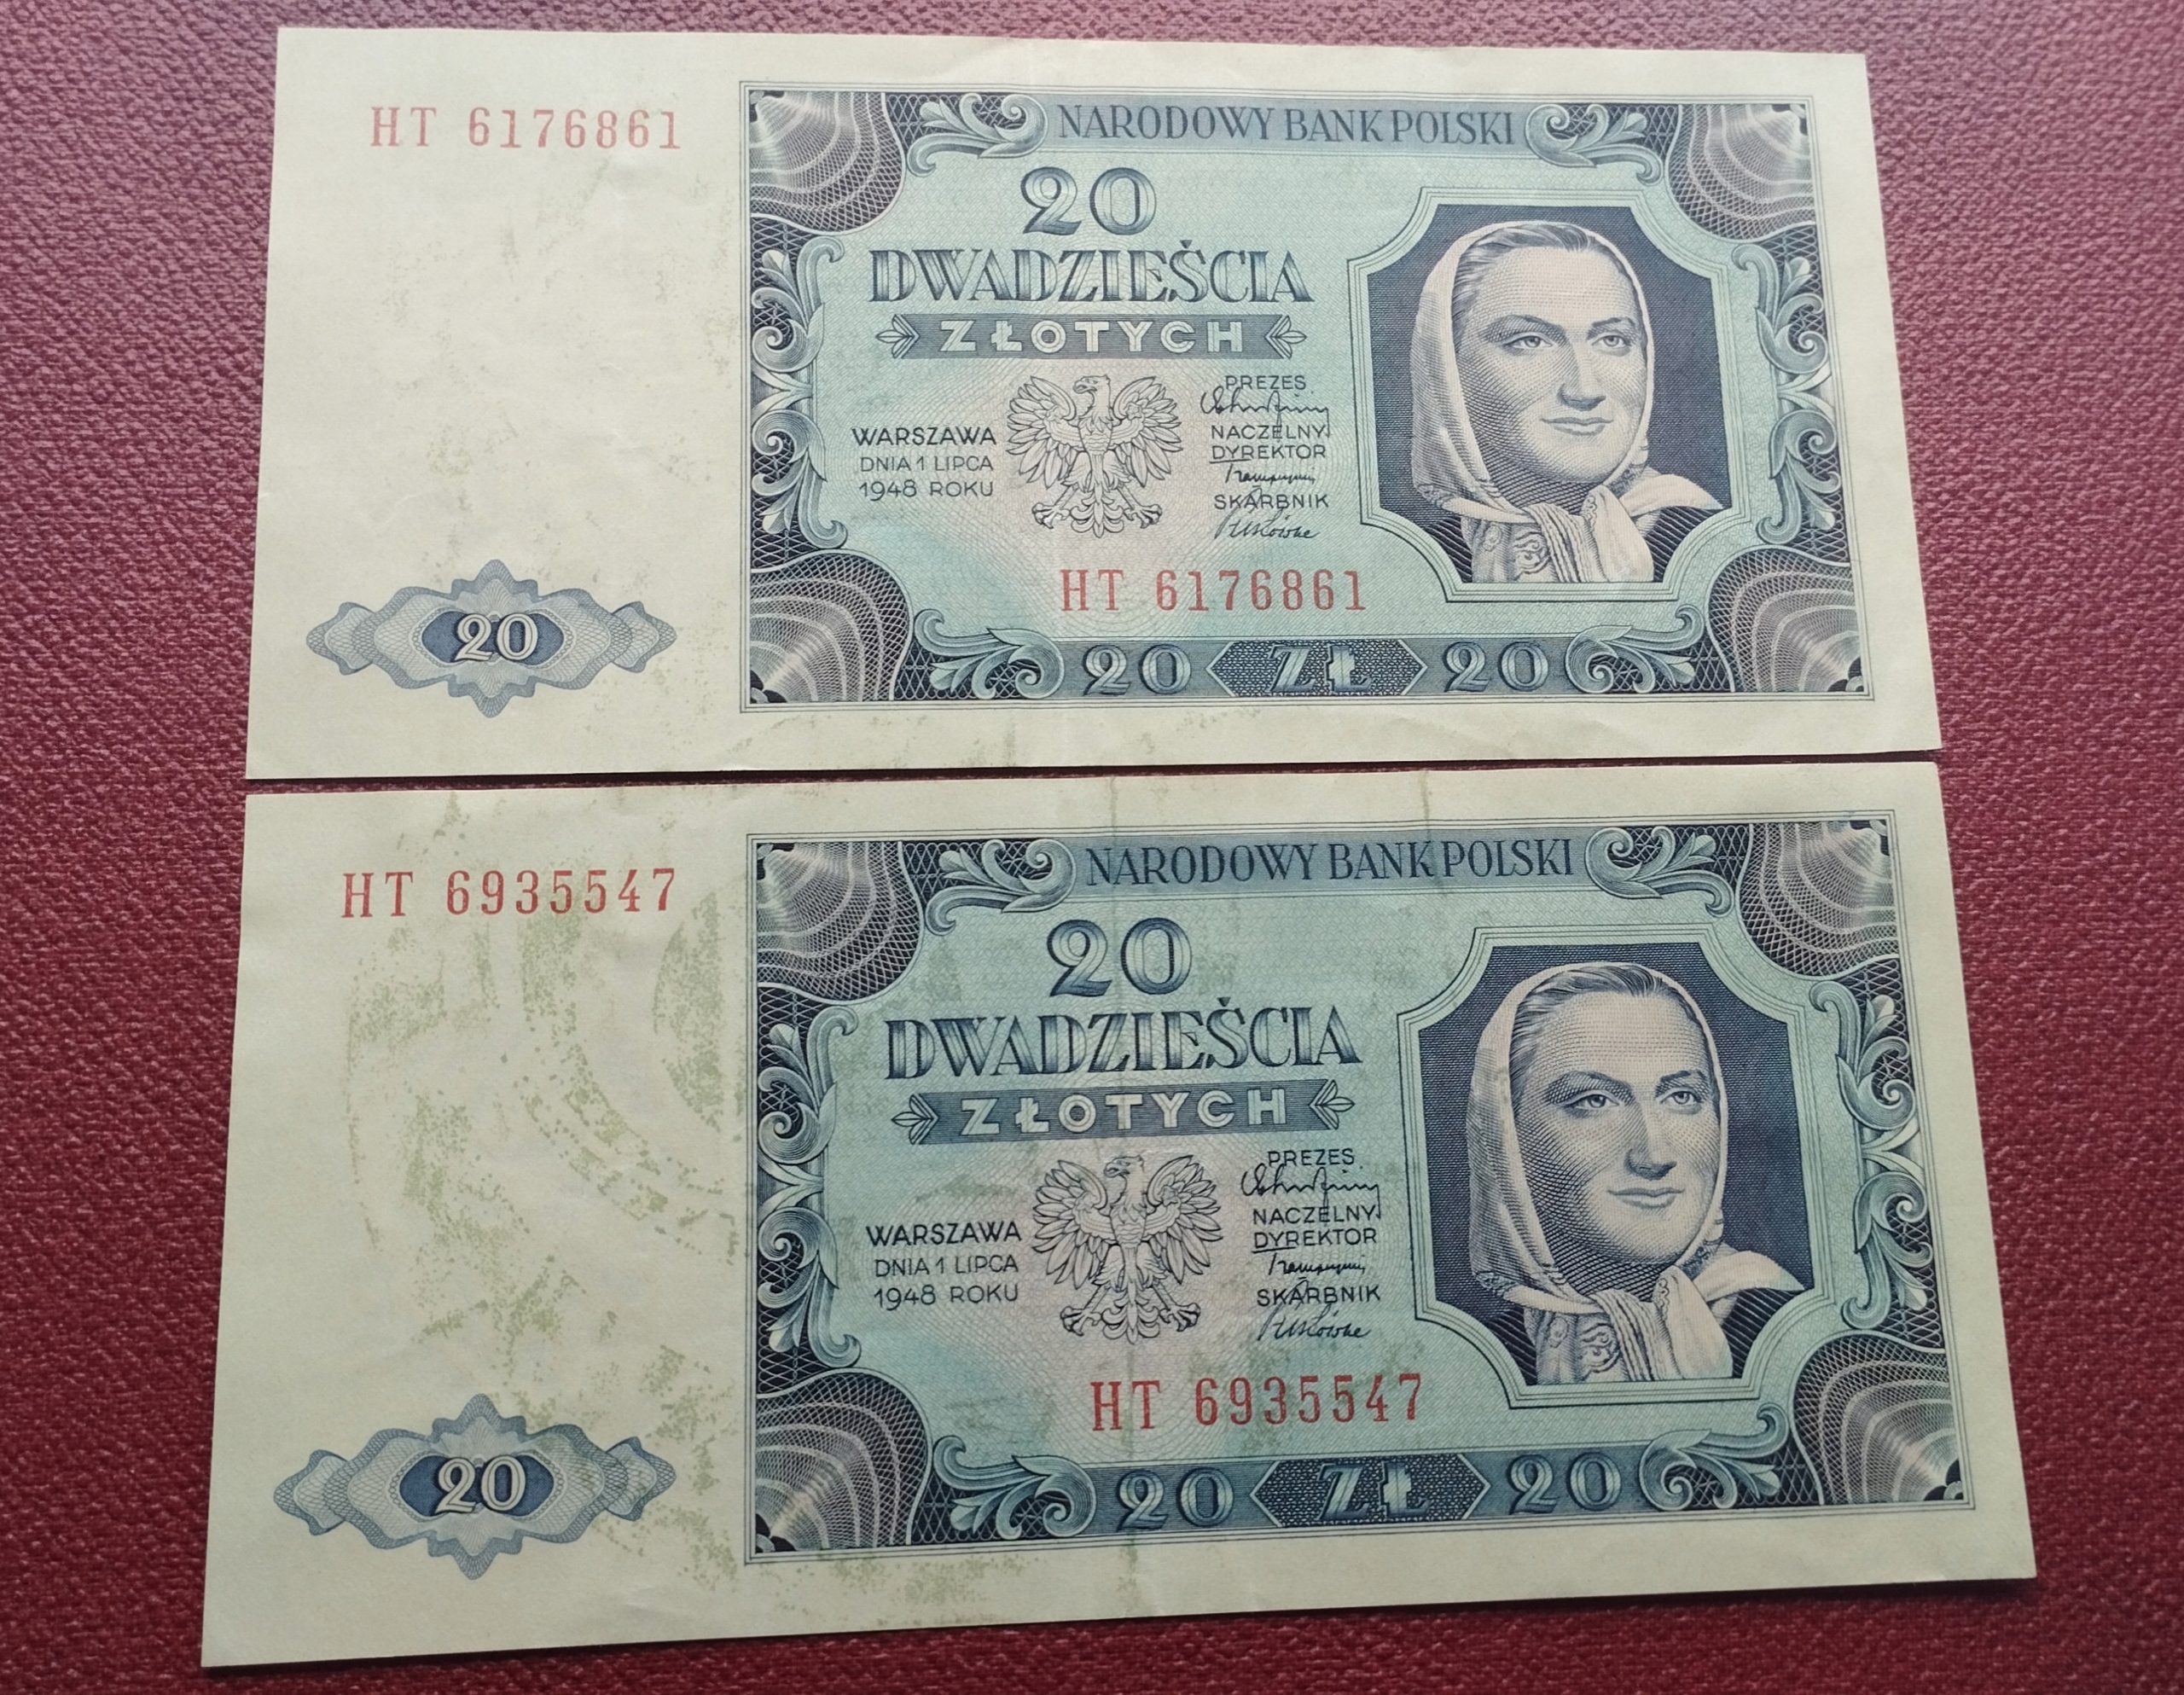 HT 6176861
NARODOWY BANK POLSKI
20
DWADZIEŚCIA
ZŁOTYCH
PREZES
WARSZAWA
DNIA 1 LIPCA
1948 ROKU
NACZELNY
DYREKTOR
SKARBNIK
HT 6176861
20
20 ZŁ 20
HT 6935547
NARODOWY BANK POLSKI
20
DWADZIEŚCIA
ZŁOTYCH
PREZES
WARSZAWA
DNIA 1 LIPCA
1948 ROKU
NACZELNY
DYREKTOR
SKARBNIK
HT 6935547
20
20 ZŁ 20